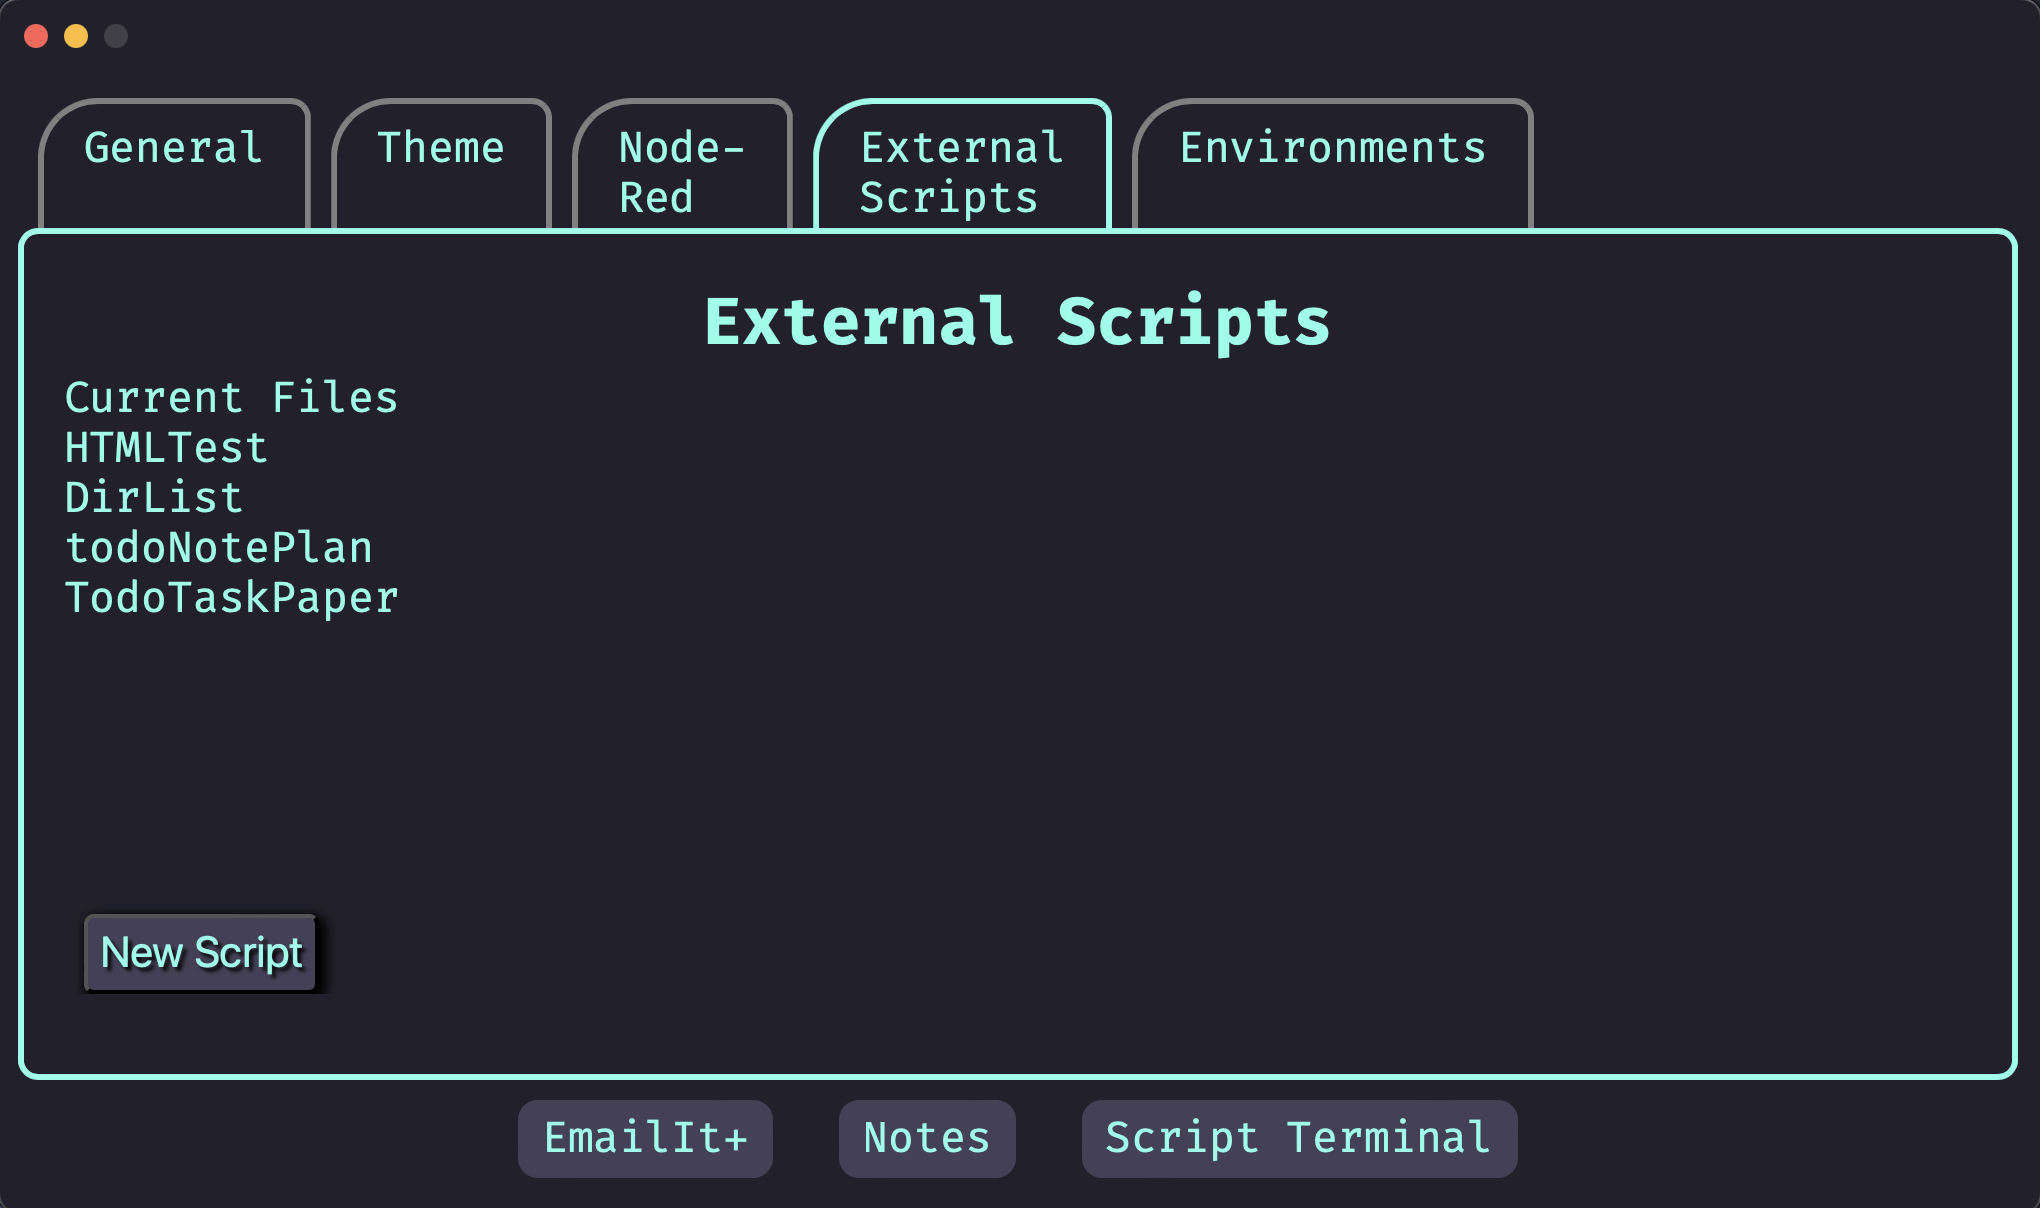 General
Theme
Node-
Red
External
Scripts
Environments
External Scripts
Current Files
HTMLTest
DirList
todoNotePlan
TodoTaskPaper
New Script
EmailIt+
Notes
Script Terminal